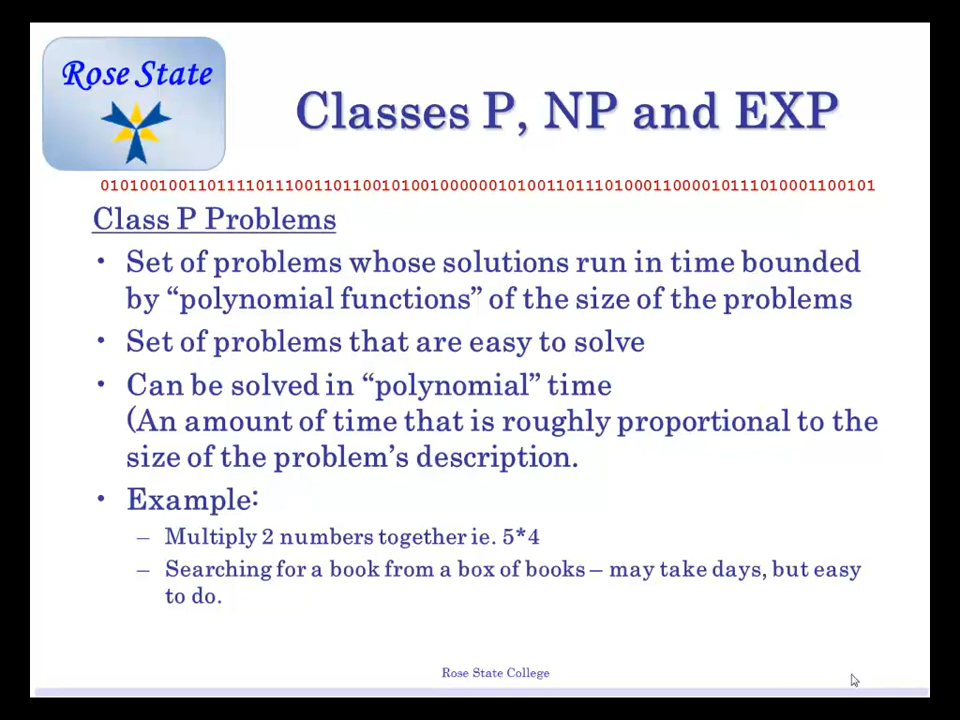 Rose State
Classes P, NP and EXP
01010010011011110111001101100101001000000101001101110100011000010111010001100101
Class P Problems
• Set of problems whose solutions run in time bounded
by “polynomial functions” of the size of the problems
• Set of problems that are easy to solve
• Can be solved in “polynomial” time
(An amount of time that is roughly proportional to the
size of the problem’s description.
• Example:
– Multiply 2 numbers together ie. 5*4
– Searching for a book from a box of books – may take days, but easy
to do.
Rose State College